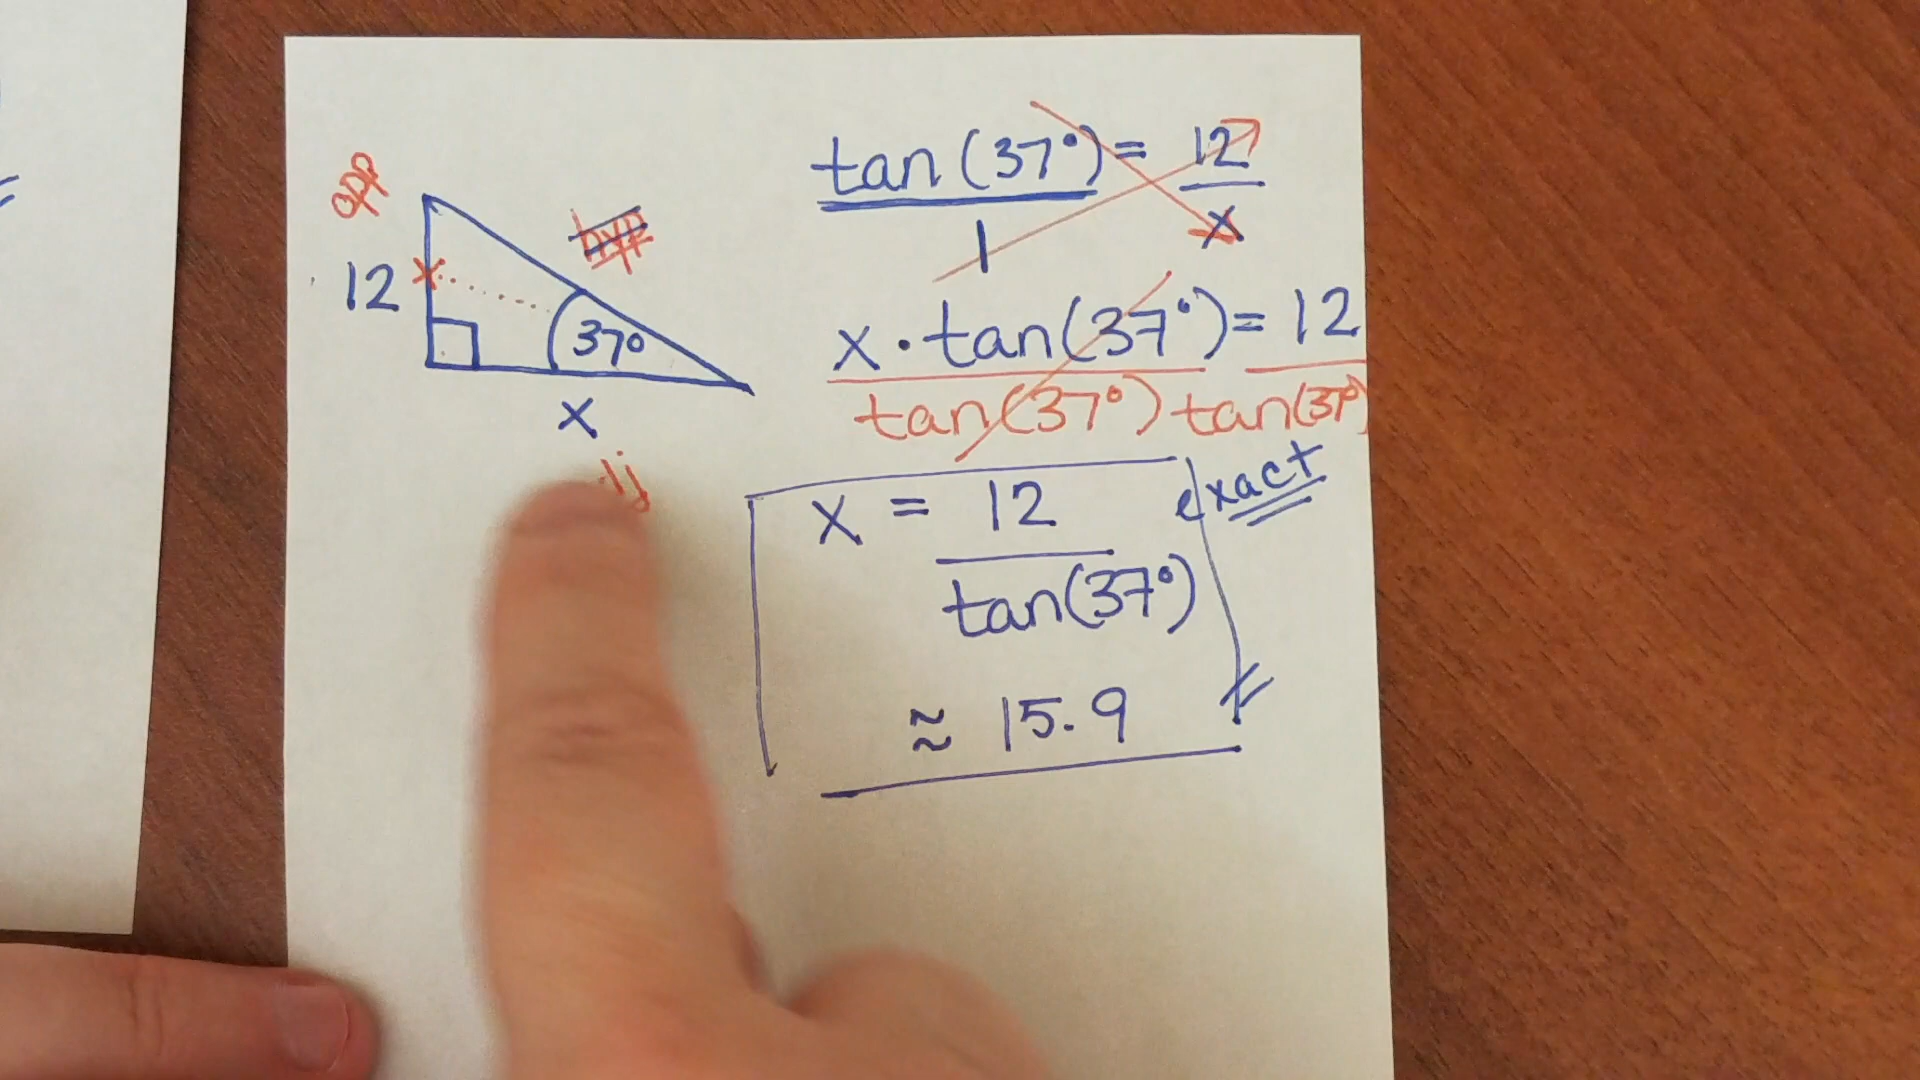 opp
hyp
12
37°
x
tan(37°) = 12
1 x
x · tan(37°) = 12
tan(37°) tan(37°)
x = 12
tan(37°)
exact
≈ 15.9